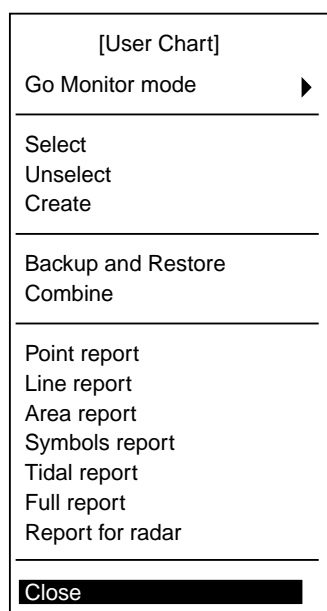 [User Chart]
Go Monitor mode
Select
Unselect
Create
Backup and Restore
Combine
Point report
Line report
Area report
Symbols report
Tidal report
Full report
Report for radar
Close